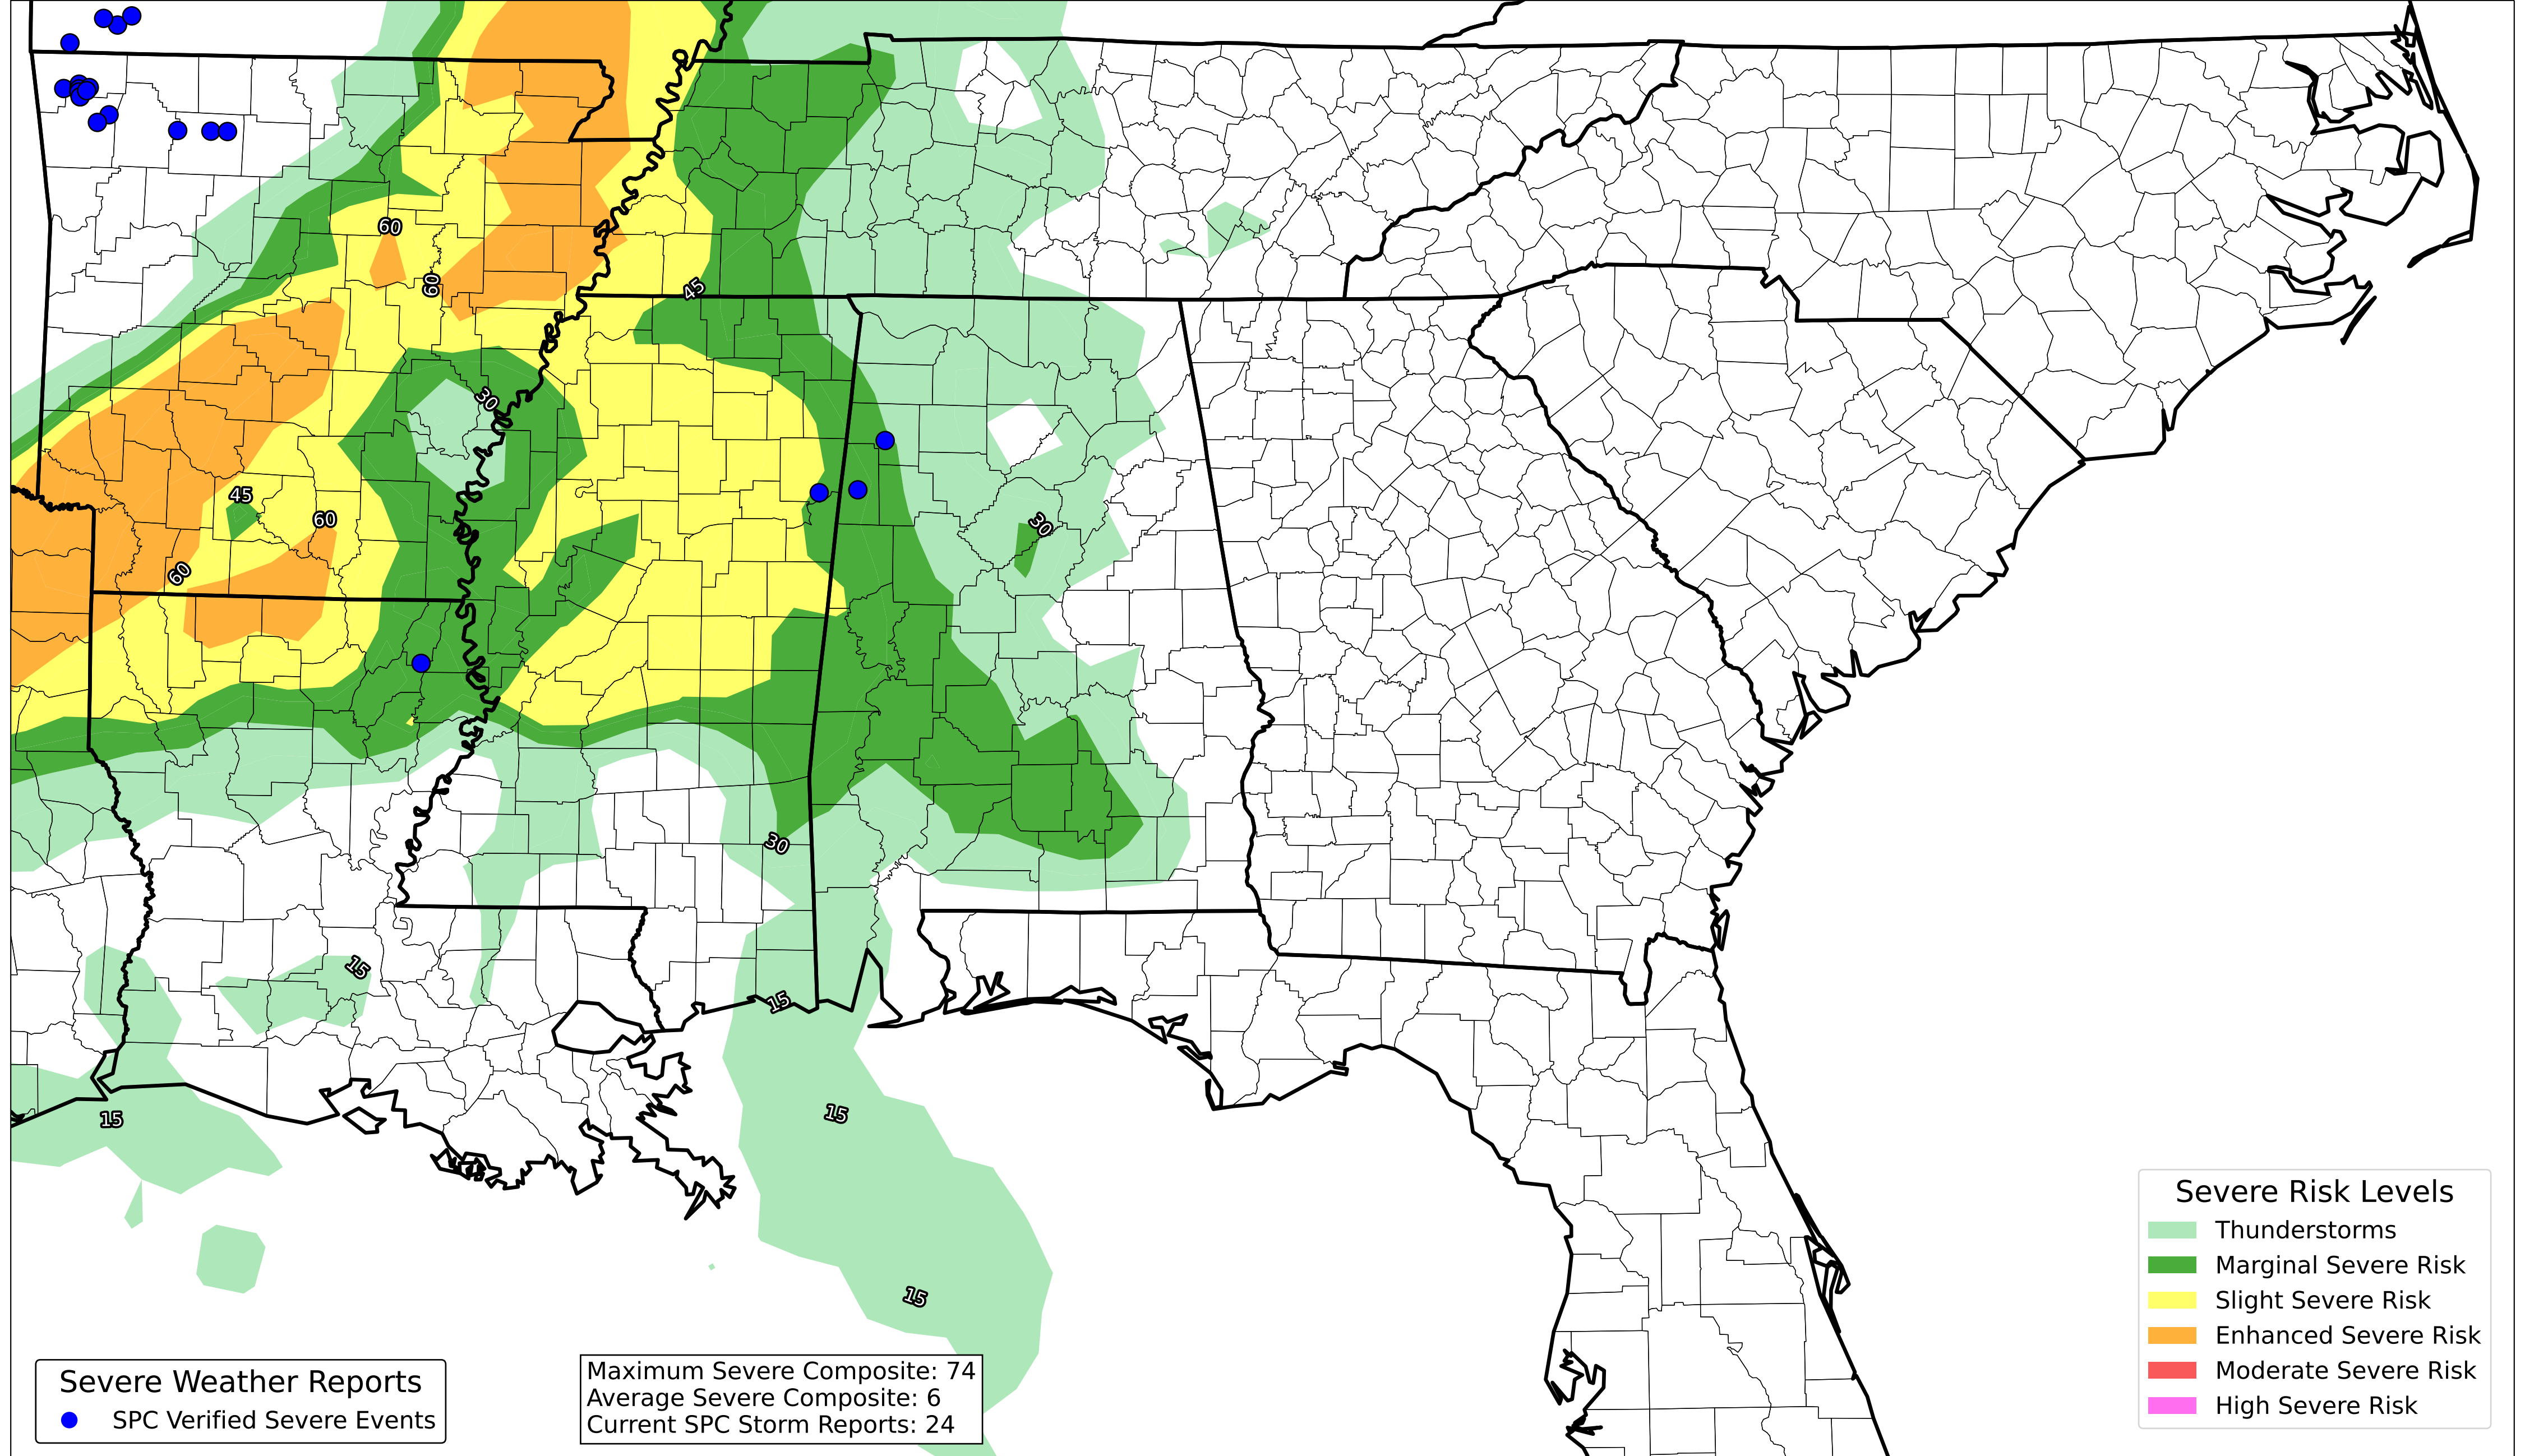 60
45
60
30
45
60
30
60
30
15
15
15
15
15
Severe Risk Levels
Thunderstorms
Marginal Severe Risk
Slight Severe Risk
Enhanced Severe Risk
Moderate Severe Risk
High Severe Risk
Severe Weather Reports
SPC Verified Severe Events
Maximum Severe Composite: 74
Average Severe Composite: 6
Current SPC Storm Reports: 24